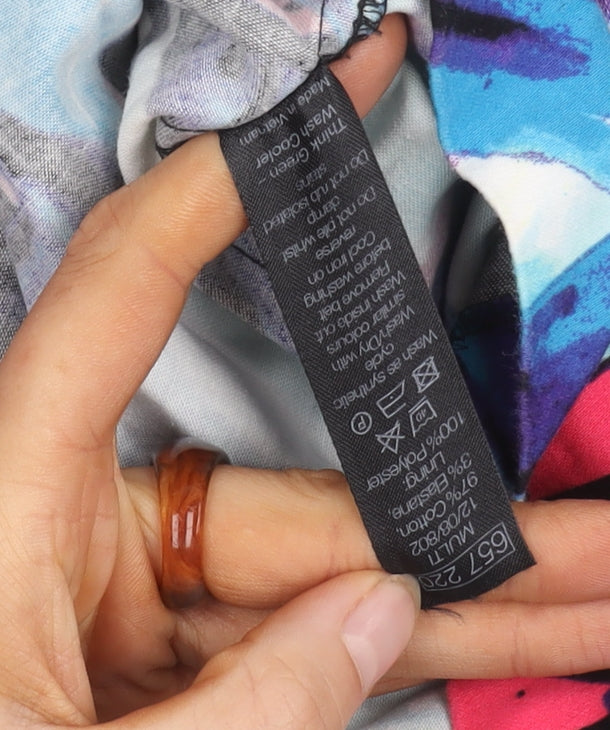 657 220
MULTI
12/03/802
97% Cotton,
3% Elastane,
Lining:
100% Polyester
40
P
Wash as synthetic
cycle
Wash/Dry with
similar colours
Wash inside out
Remove belt
before washing
Cool iron on
reverse
Do not pile whilst
damp
Do not rub isolated
stains
Think Green –
Wash Cooler
Made in Vietnam